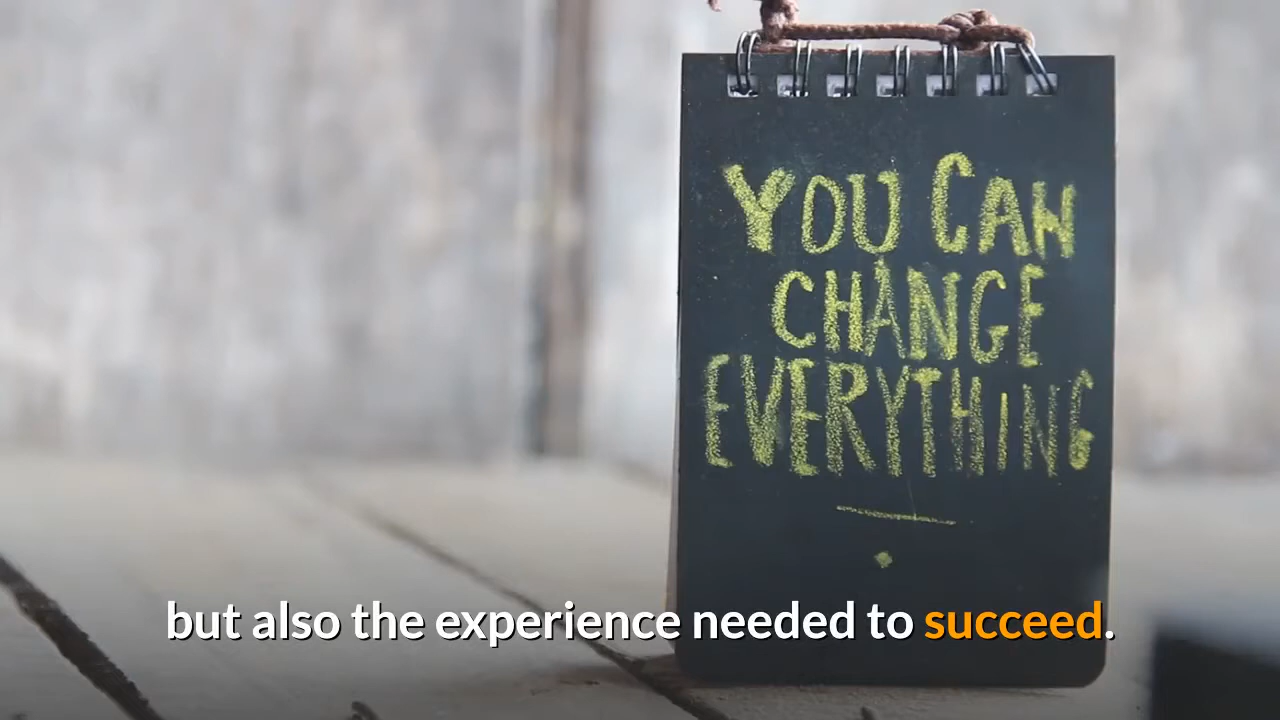 YOU CAN
CHANGE
EVERYTHING
but also the experience needed to succeed.